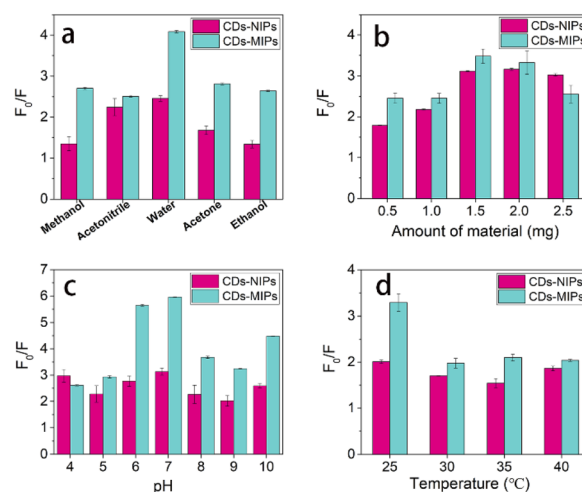 a
CDs-NIPs
CDs-MIPs
F₀/F
4
3
2
1
0
Methanol
Acetonitrile
Water
Acetone
Ethanol
b
CDs-NIPs
CDs-MIPs
F₀/F
4
3
2
1
0
0.5 1.0 1.5 2.0 2.5
Amount of material (mg)
c
CDs-NIPs
CDs-MIPs
F₀/F
7
6
5
4
3
2
1
0
4 5 6 7 8 9 10
pH
d
CDs-NIPs
CDs-MIPs
F₀/F
4
3
2
1
0
25 30 35 40
Temperature (℃)